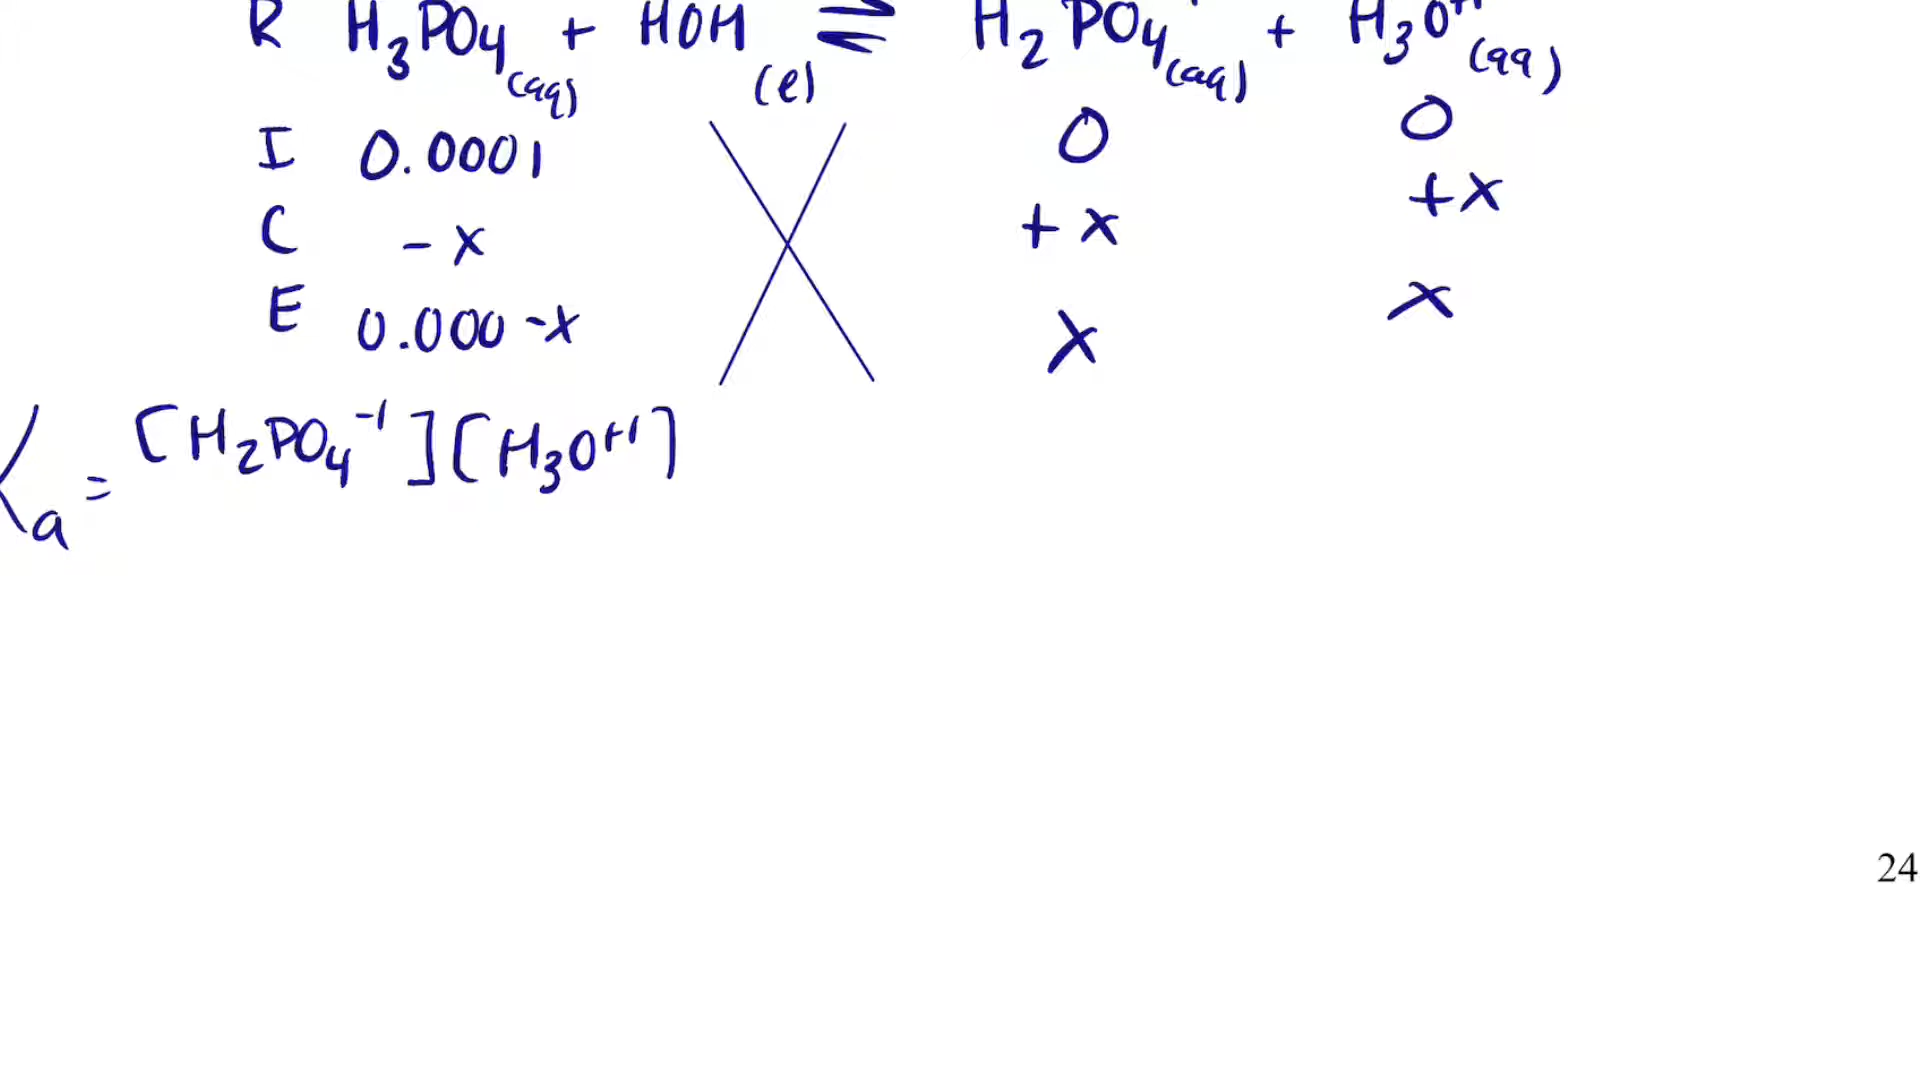 R H₃PO₄(aq) + HOH(l) ⇌ H₂PO₄(aq) + H₃O⁺¹(aq)
I 0.0001 0 0
C - x + x + x
E 0.000 - x x x
Ka = [H₂PO₄⁻¹][H₃O⁺¹]
24